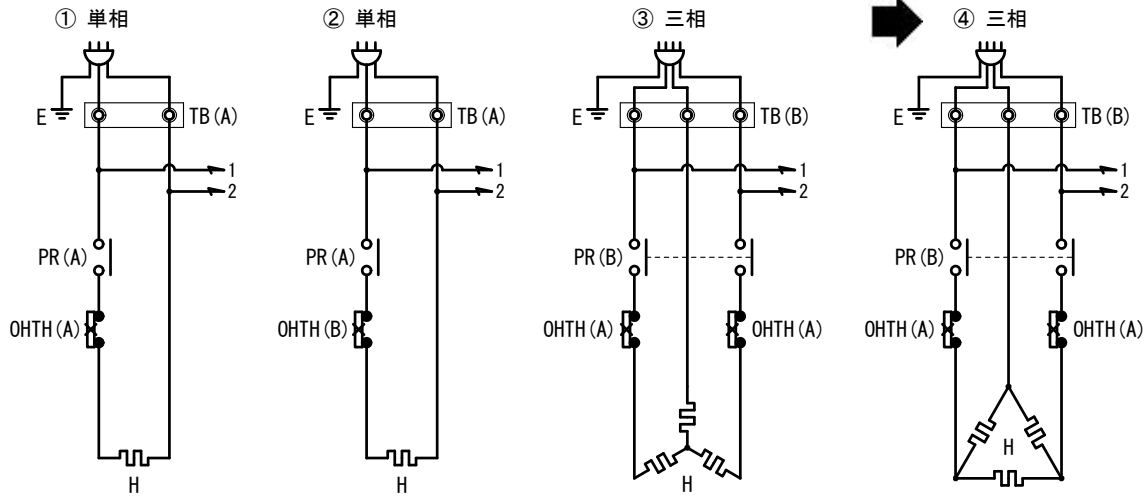 ① 単相
② 単相
③ 三相
④ 三相
E
TB(A)
E
TB(A)
E
TB(B)
E
TB(B)
1
2
1
2
1
2
1
2
PR(A)
PR(A)
PR(B)
PR(B)
OHTH(A)
OHTH(B)
OHTH(A)
OHTH(A)
OHTH(A)
OHTH(A)
H
H
H
H